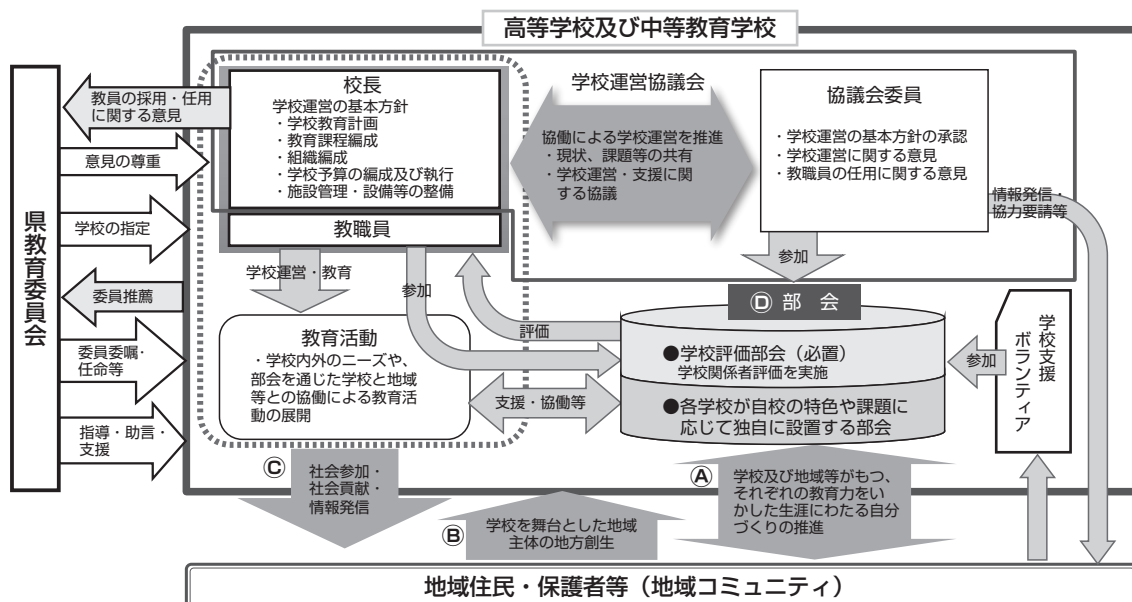 高等学校及び中等教育学校
県教育委員会
教員の採用・任用
に関する意見
意見の尊重
学校の指定
委員推薦
委員委嘱・
任命等
指導・助言・
支援
校長
学校運営の基本方針
・学校教育計画
・教育課程編成
・組織編成
・学校予算の編成及び執行
・施設管理・設備等の整備
教職員
学校運営協議会
協働による学校運営を推進
・現状、課題等の共有
・学校運営・支援に関
する協議
協議会委員
・学校運営の基本方針の承認
・学校運営に関する意見
・教職員の任用に関する意見
情報発信・
協力要請等
学校運営・教育
参加
参加
評価
Ⓓ 部 会
教育活動
・学校内外のニーズや、
部会を通じた学校と地域
等との協働による教育活
動の展開
支援・協働等
●学校評価部会（必置）
学校関係者評価を実施
●各学校が自校の特色や課題に
応じて独自に設置する部会
参加
学校支援
ボランティア
Ⓒ
社会参加・
社会貢献・
情報発信
Ⓑ
学校を舞台とした地域
主体の地方創生
Ⓐ
学校及び地域等がもつ、
それぞれの教育力をい
かした生涯にわたる自分
づくりの推進
地域住民・保護者等（地域コミュニティ）